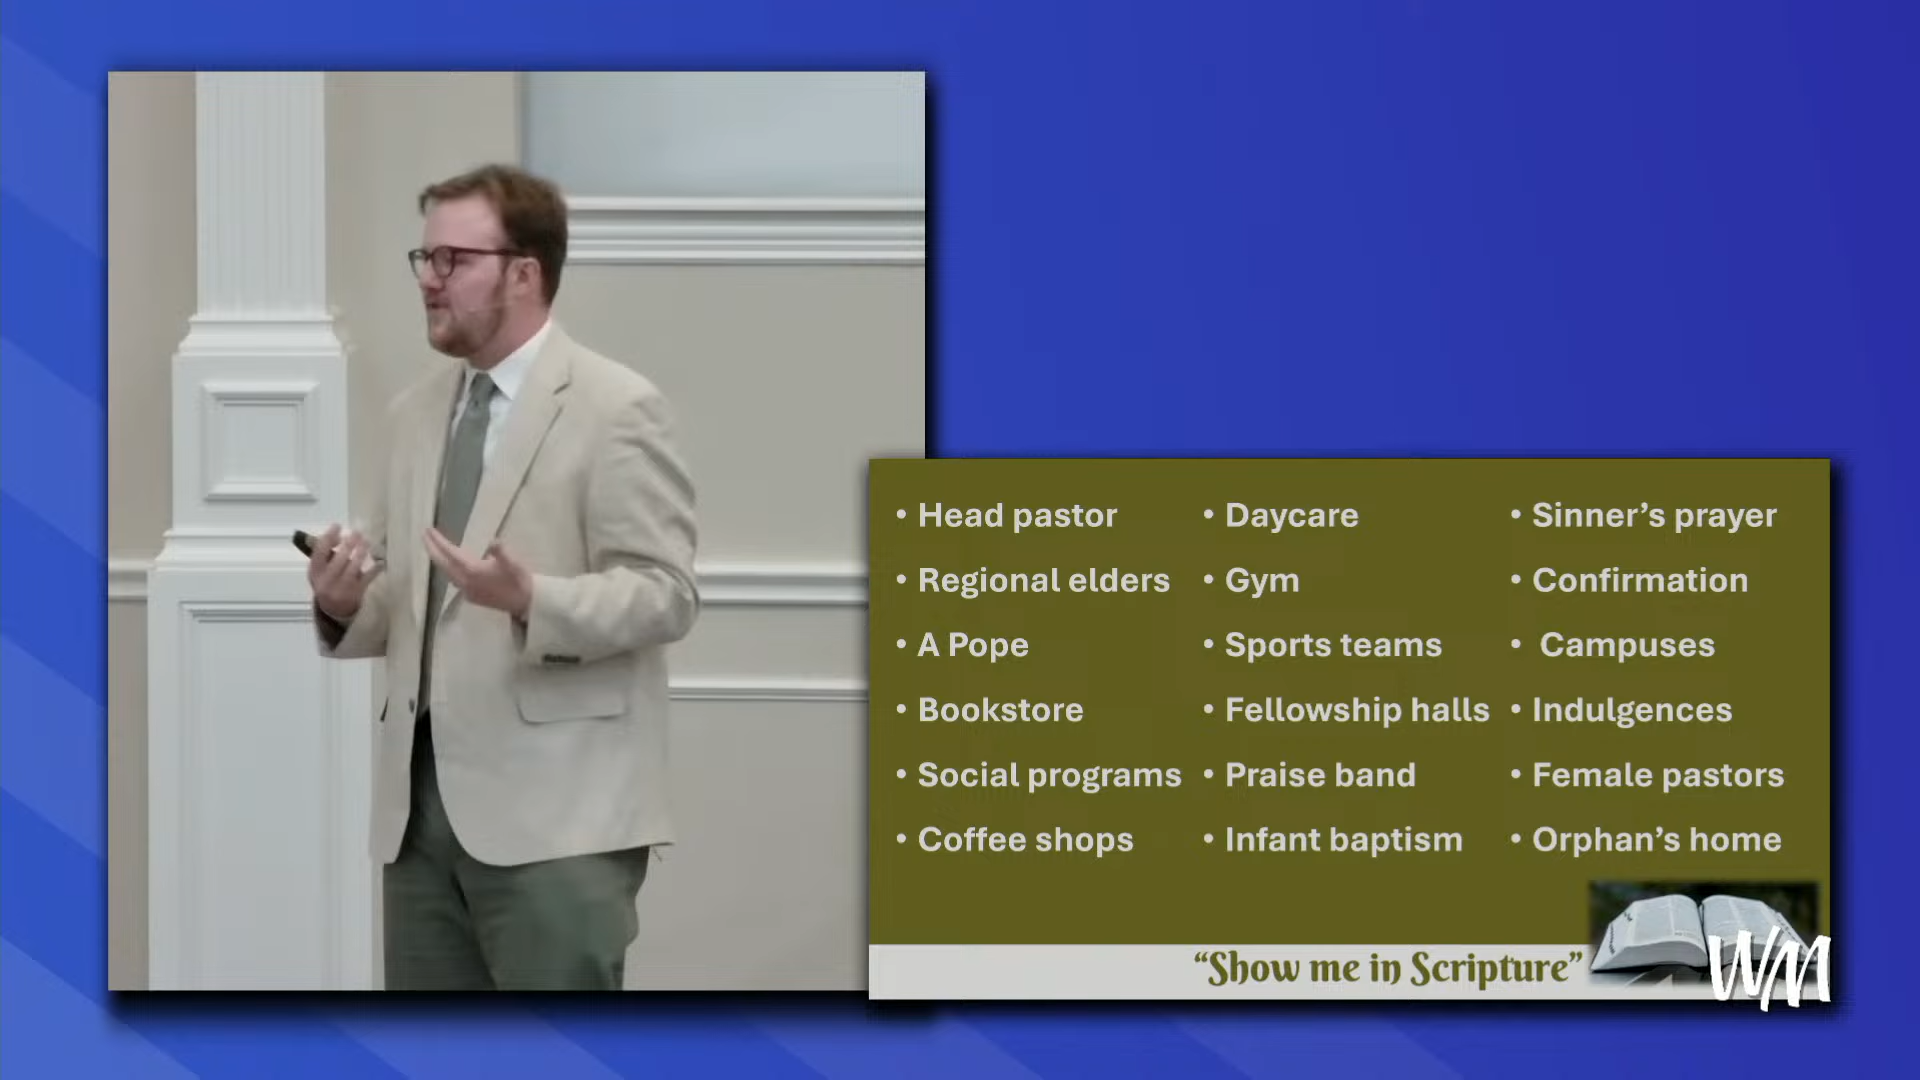 • Head pastor
• Regional elders
• A Pope
• Bookstore
• Social programs
• Coffee shops
• Daycare
• Gym
• Sports teams
• Fellowship halls
• Praise band
• Infant baptism
• Sinner’s prayer
• Confirmation
• Campuses
• Indulgences
• Female pastors
• Orphan’s home
“Show me in Scripture”
WM